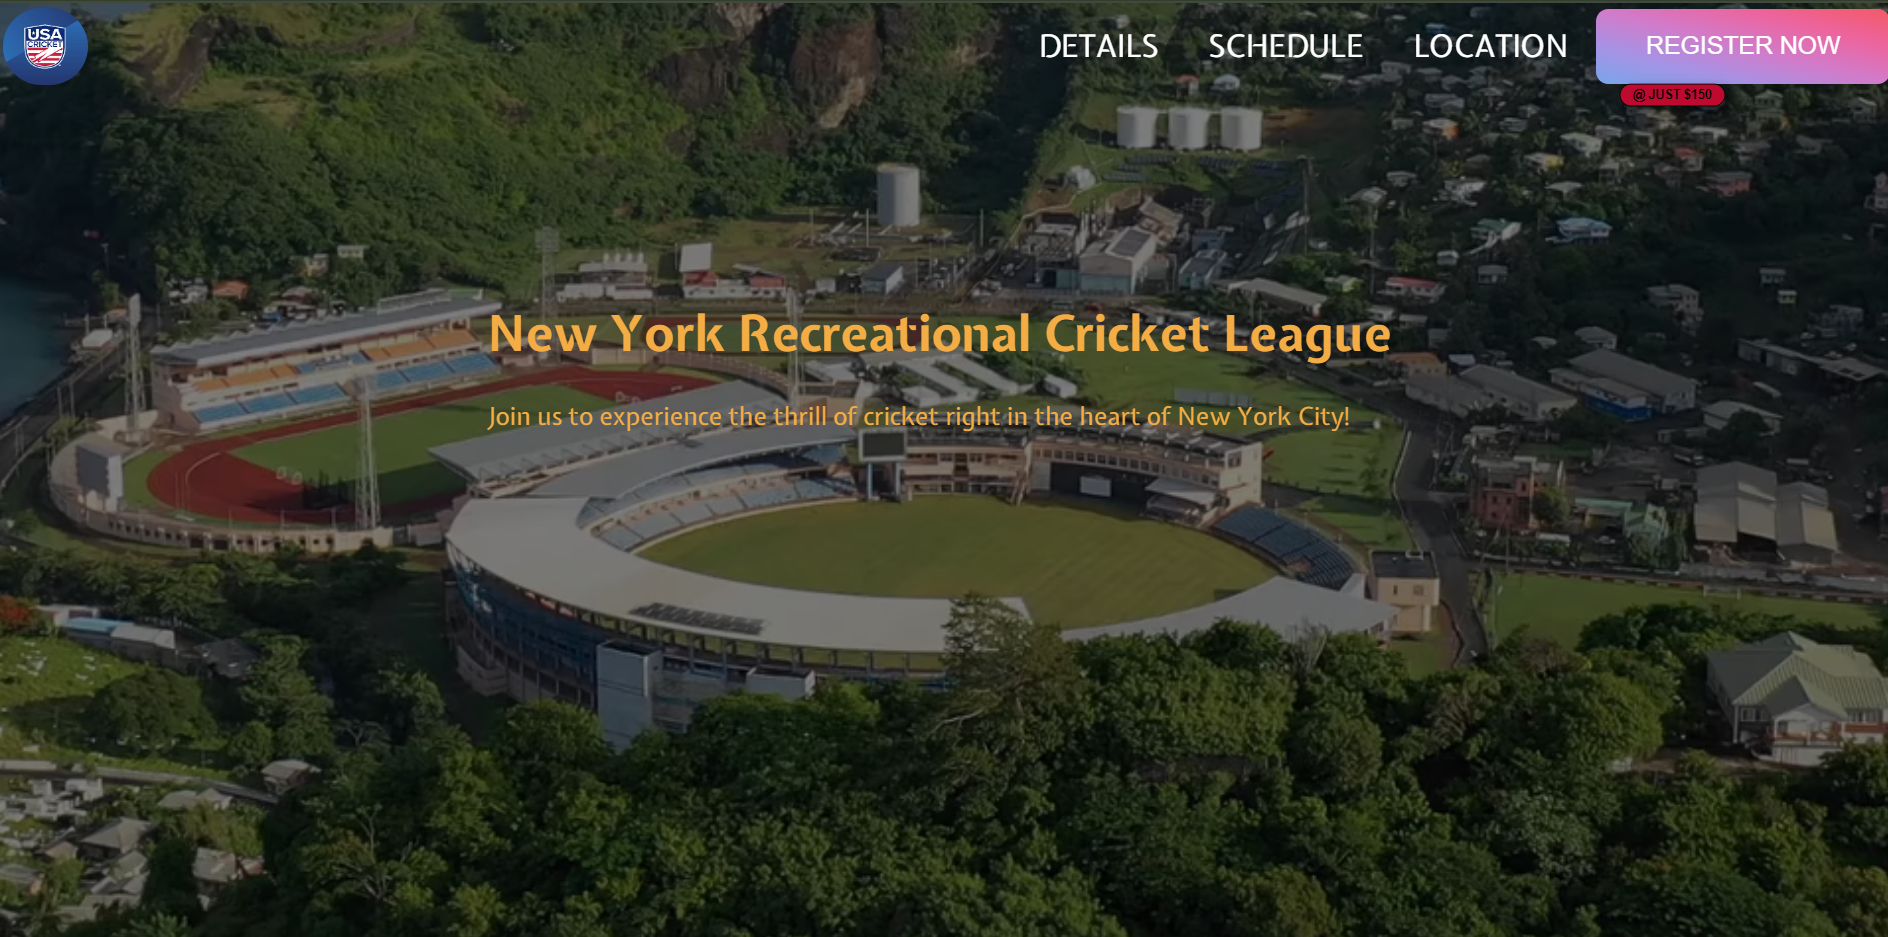 USA
CRICKET
DETAILS SCHEDULE LOCATION REGISTER NOW
@ JUST $150
New York Recreational Cricket League
Join us to experience the thrill of cricket right in the heart of New York City!